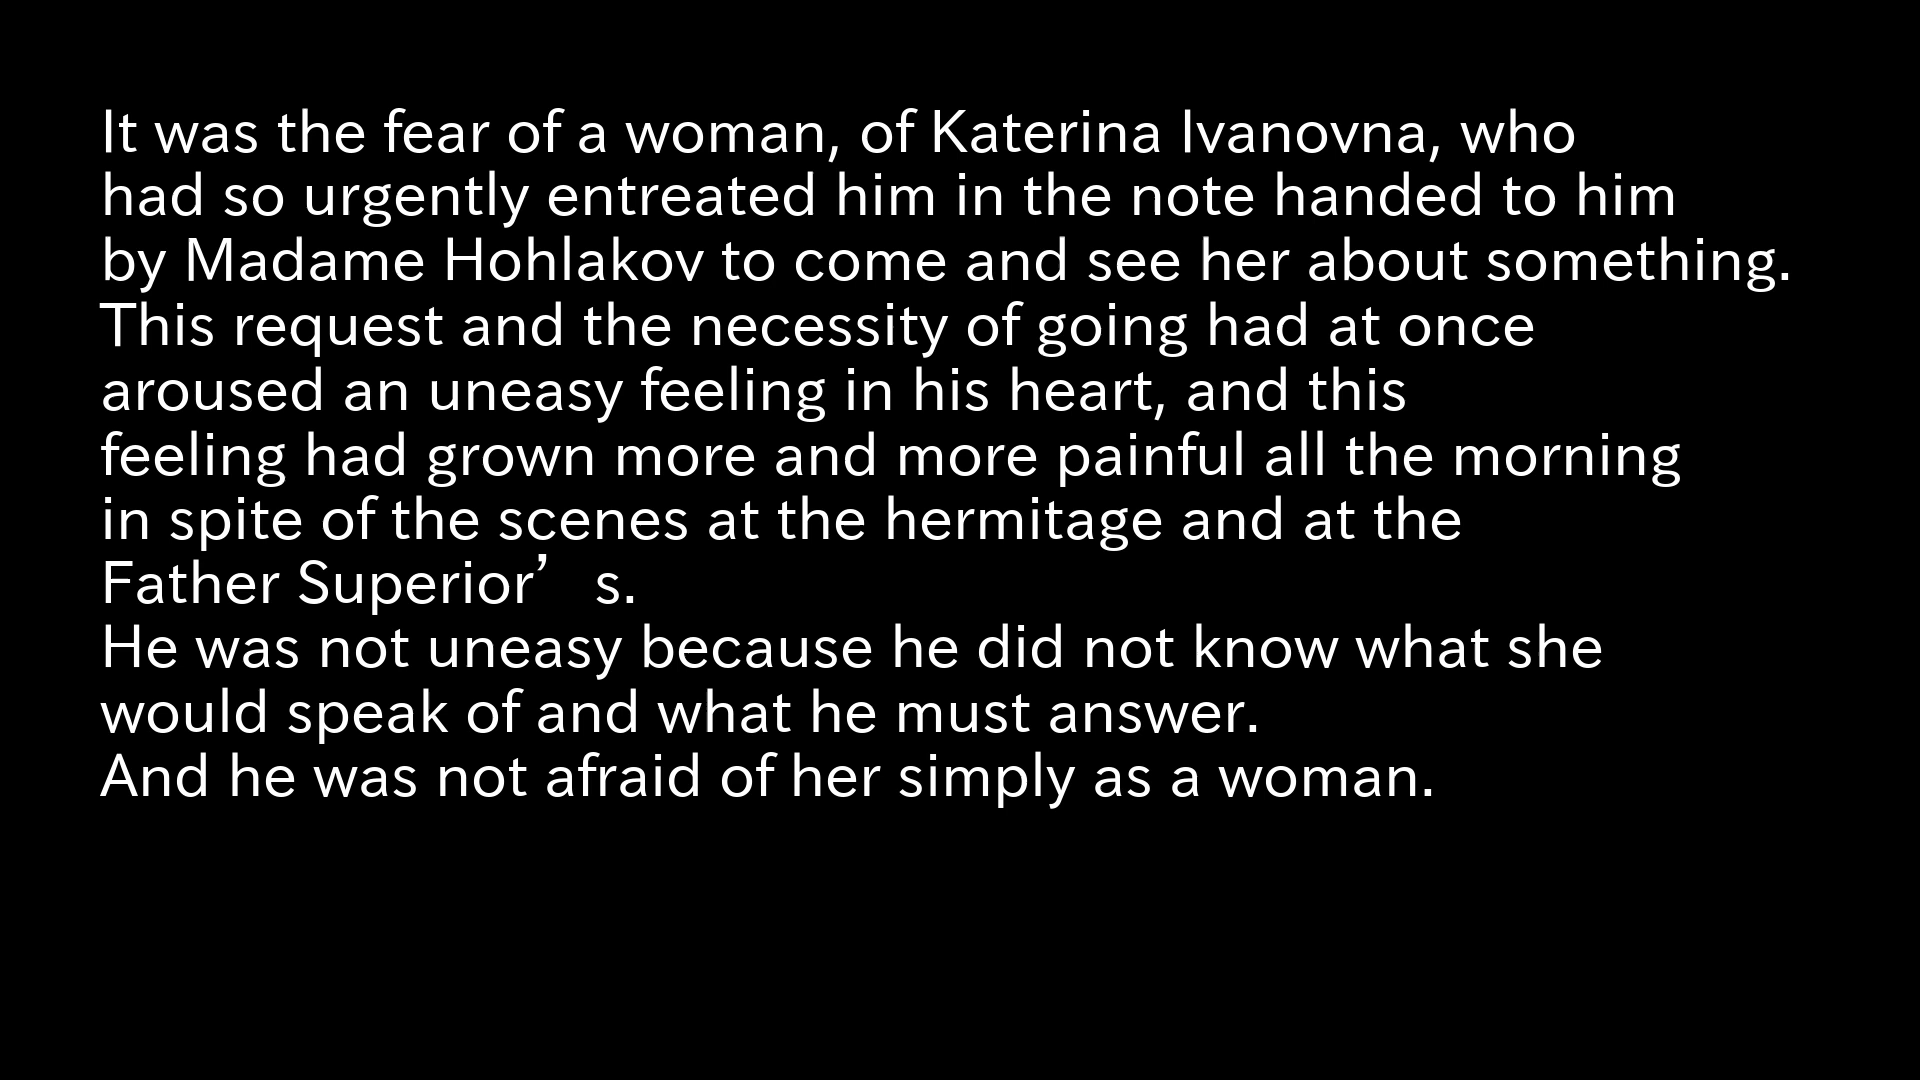 It was the fear of a woman, of Katerina Ivanovna, who
had so urgently entreated him in the note handed to him
by Madame Hohlakov to come and see her about something.
This request and the necessity of going had at once
aroused an uneasy feeling in his heart, and this
feeling had grown more and more painful all the morning
in spite of the scenes at the hermitage and at the
Father Superior’s.
He was not uneasy because he did not know what she
would speak of and what he must answer.
And he was not afraid of her simply as a woman.